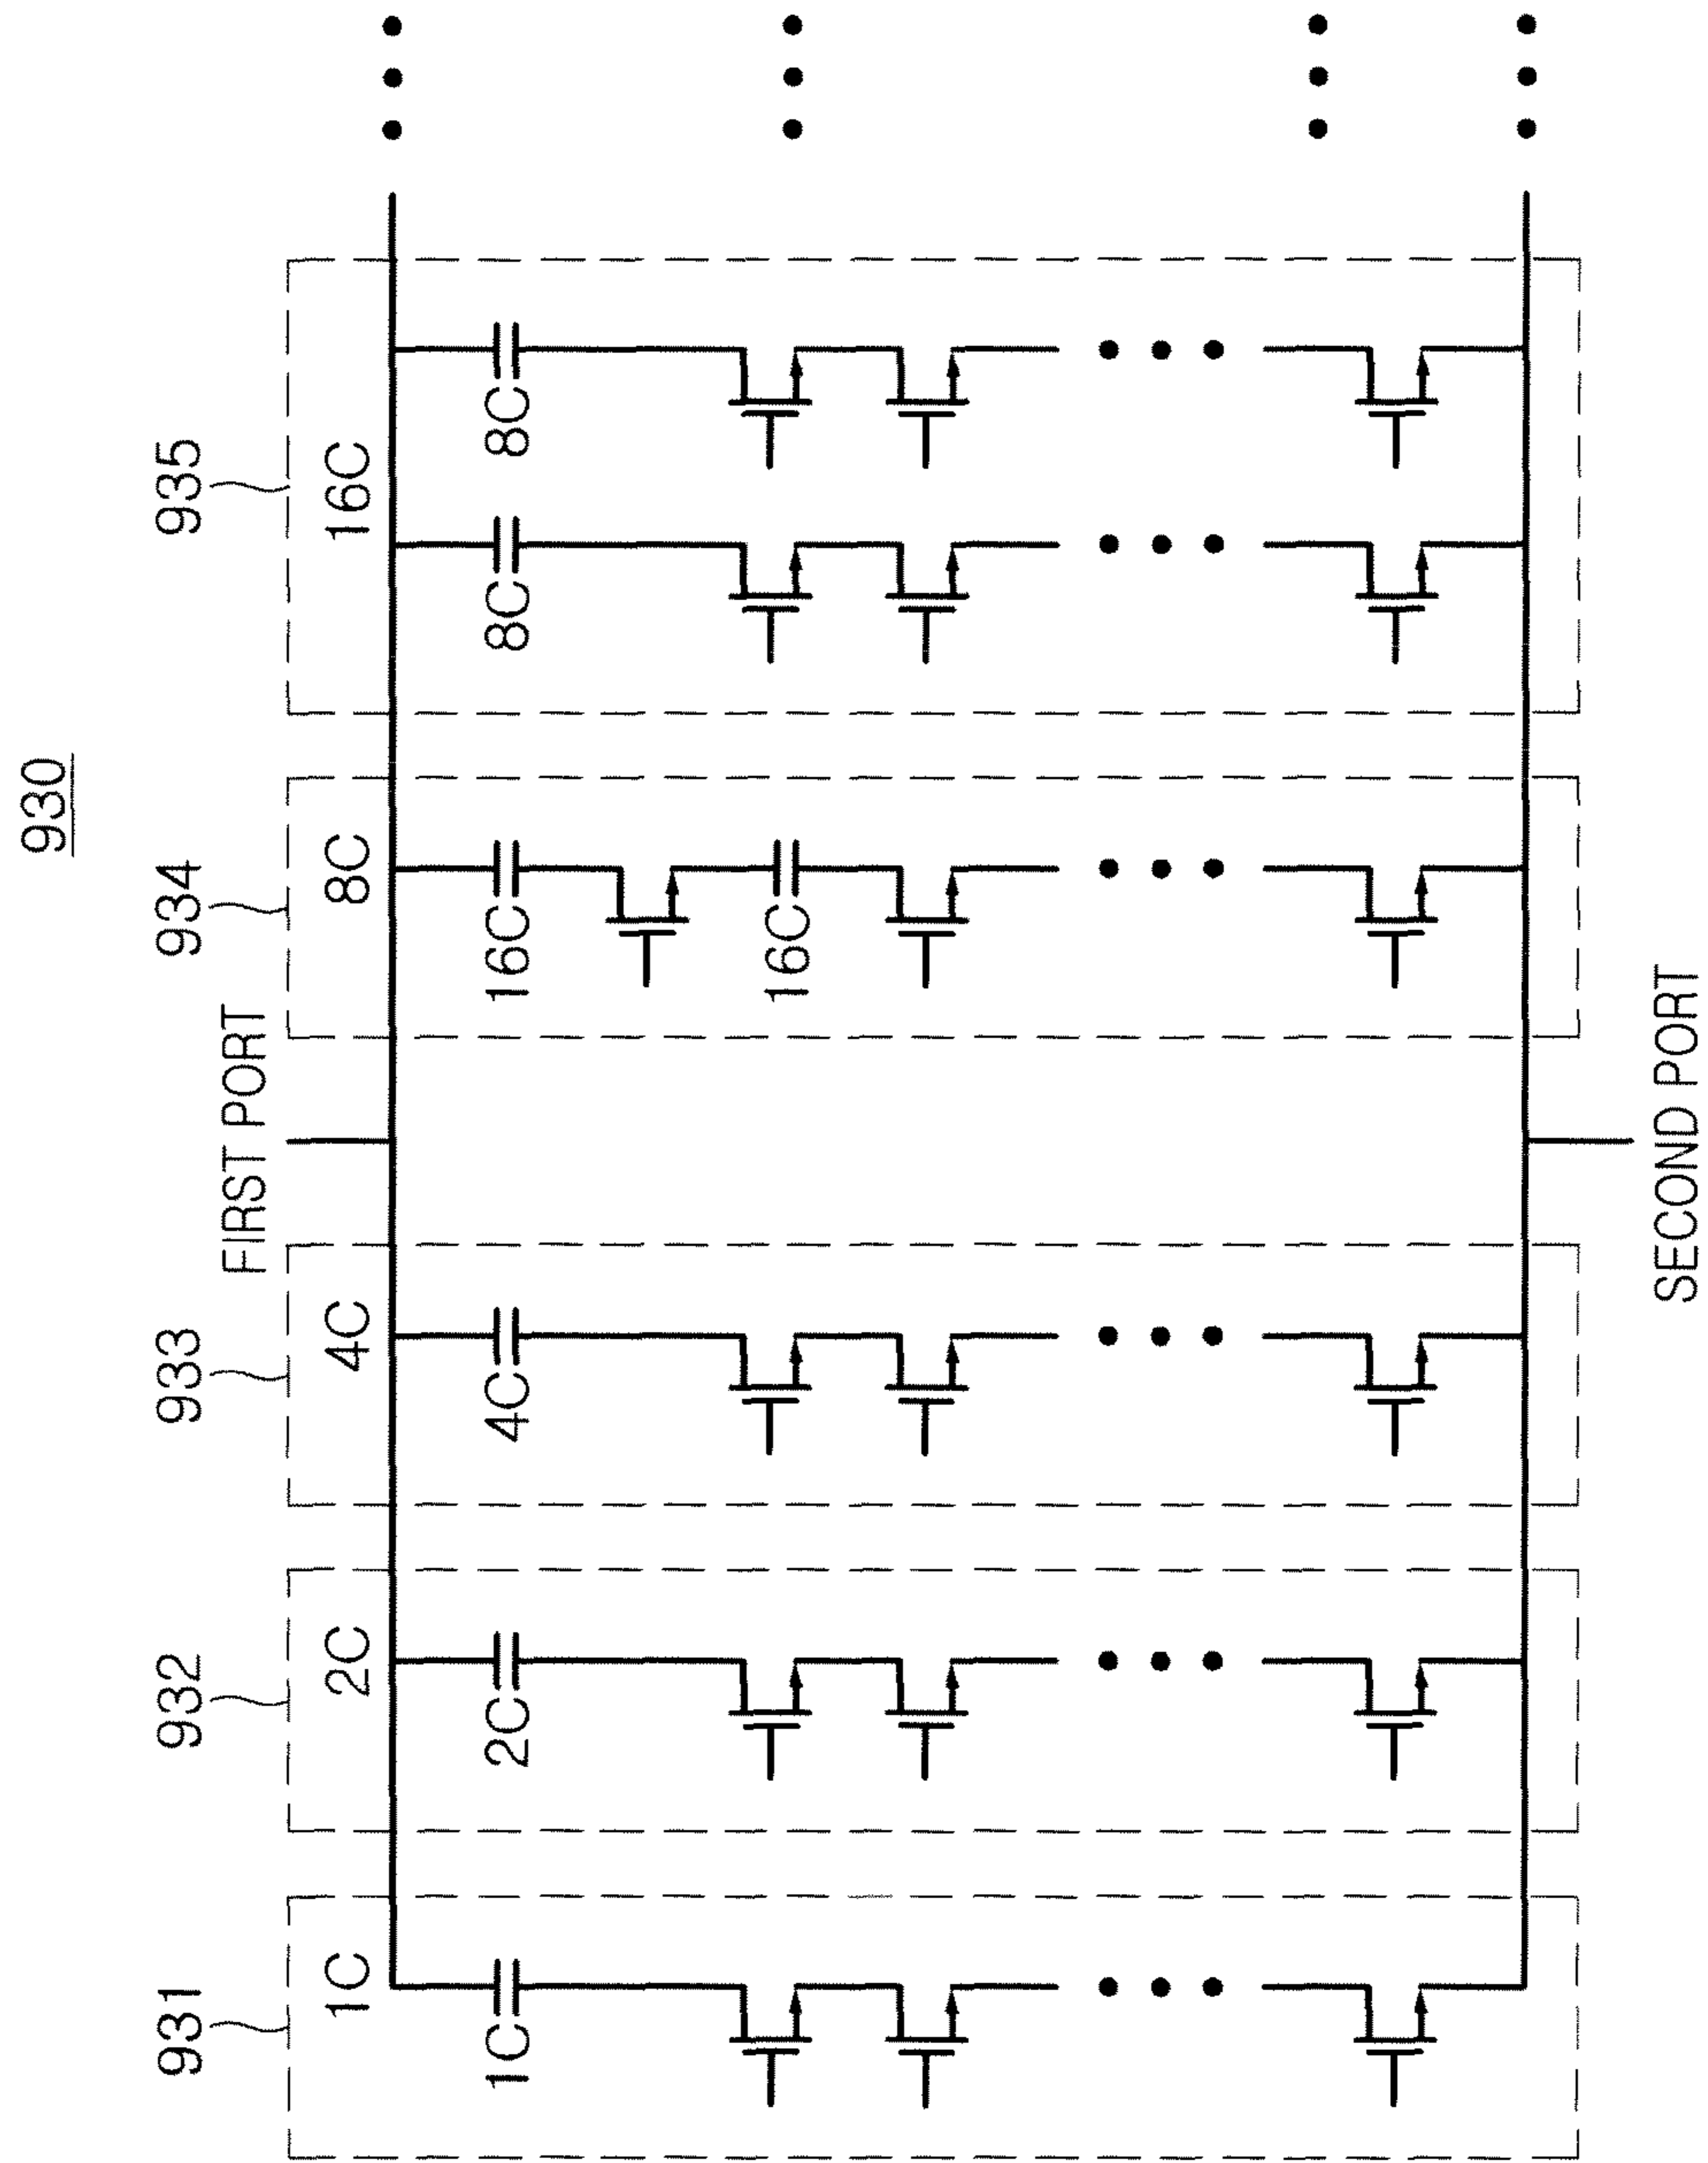 930
931
932
933
934
935
FIRST PORT
1C
2C
4C
8C
16C
1C
2C
4C
16C
8C
8C
16C
SECOND PORT